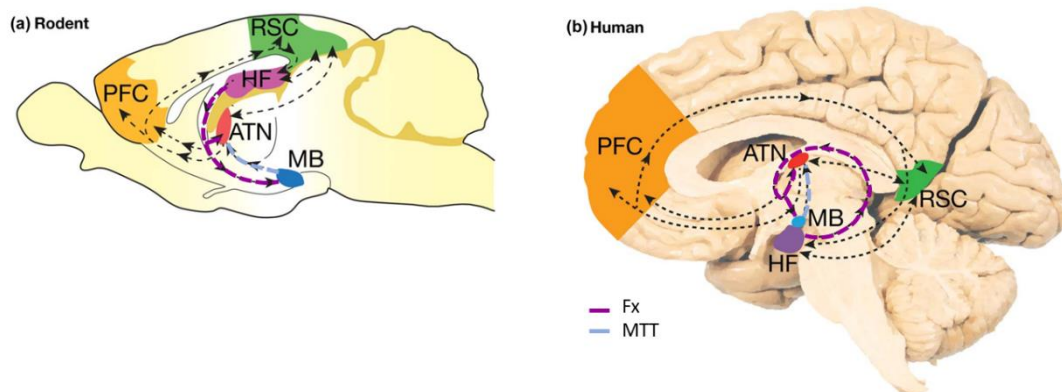 (a) Rodent
RSC
HF
PFC
ATN
MB
(b) Human
PFC
ATN
RSC
MB
HF
Fx
MTT